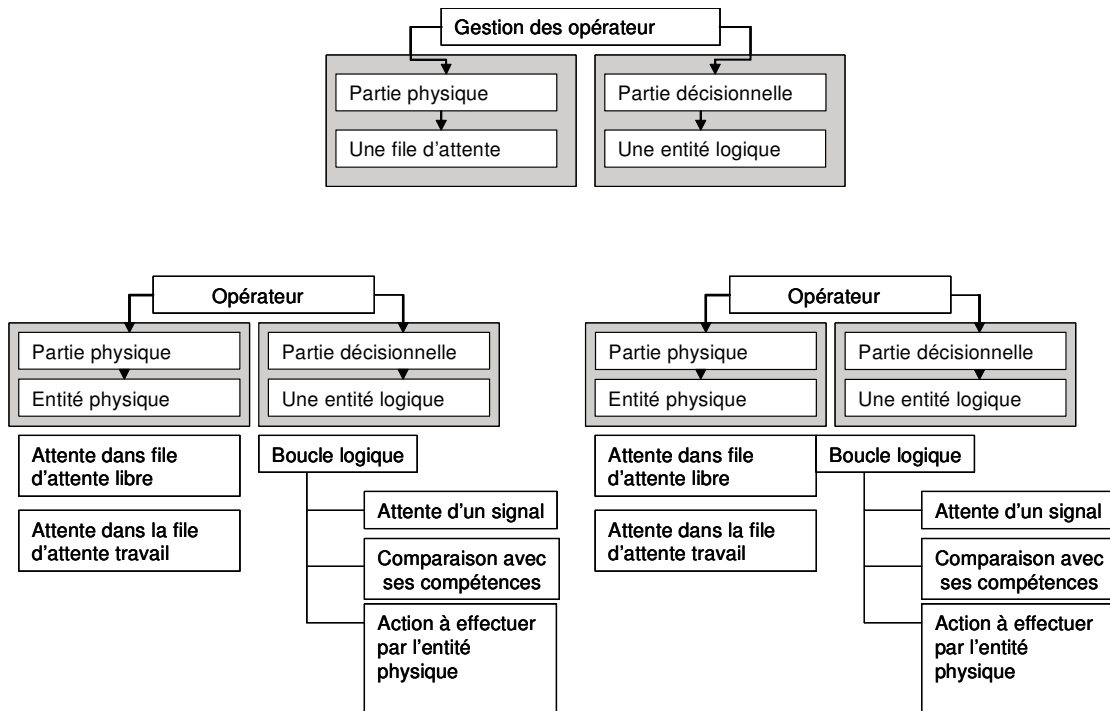 Gestion des opérateur
Partie physique
Une file d'attente
Partie décisionnelle
Une entité logique
Opérateur
Partie physique
Entité physique
Partie décisionnelle
Une entité logique
Attente dans file
d'attente libre
Attente dans la file
d'attente travail
Boucle logique
Attente d'un signal
Comparaison avec
ses compétences
Action à effectuer
par l'entité
physique
Opérateur
Partie physique
Entité physique
Partie décisionnelle
Une entité logique
Attente dans file
d'attente libre
Attente dans la file
d'attente travail
Boucle logique
Attente d'un signal
Comparaison avec
ses compétences
Action à effectuer
par l'entité
physique